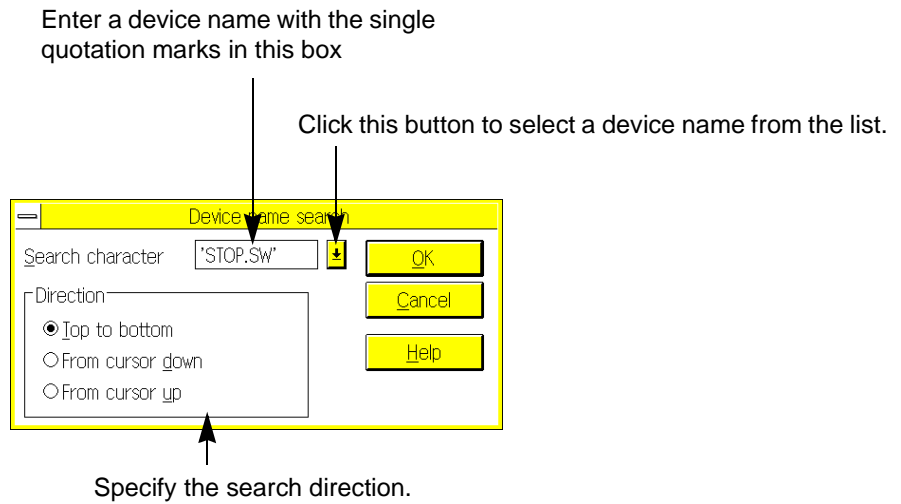 Enter a device name with the single
quotation marks in this box
Click this button to select a device name from the list.
Device name search
Search character 'STOP.SW' OK
Direction Cancel
Top to bottom
From cursor down Help
From cursor up
Specify the search direction.